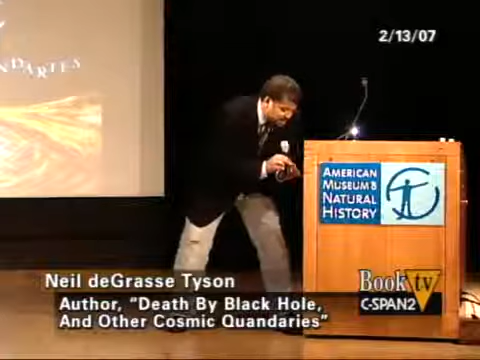 2/13/07
NDARIES
AMERICAN
MUSEUM &
NATURAL
HISTORY
Neil deGrasse Tyson
Author, "Death By Black Hole,
And Other Cosmic Quandaries"
Book tv
C-SPAN2